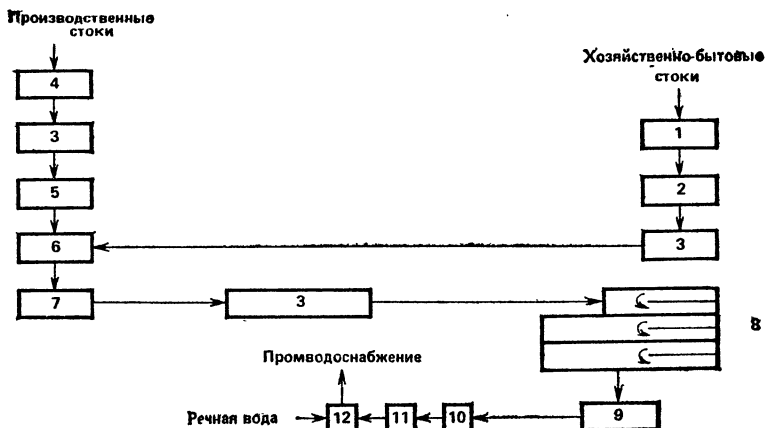 Производственные
стоки
Хозяйственно-бытовые
стоки
4
1
3
5
2
6
3
7
3
8
Промводоснабжение
Речная вода
12
11
10
9